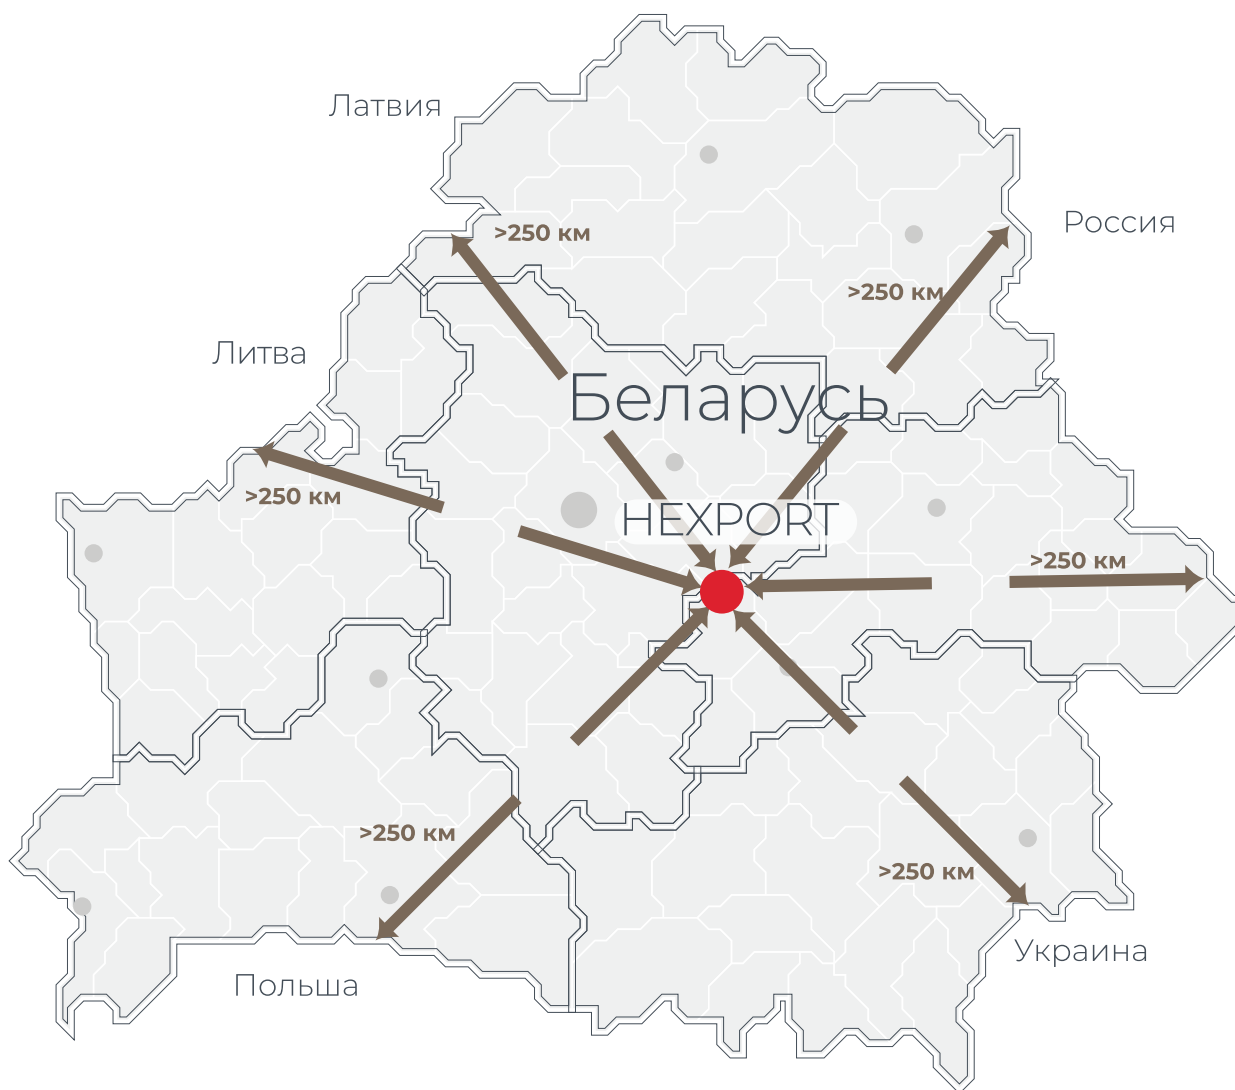 Латвия
Россия
>250 км
>250 км
Литва
Беларусь
>250 км
HEXPORT
>250 км
>250 км
>250 км
Украина
Польша